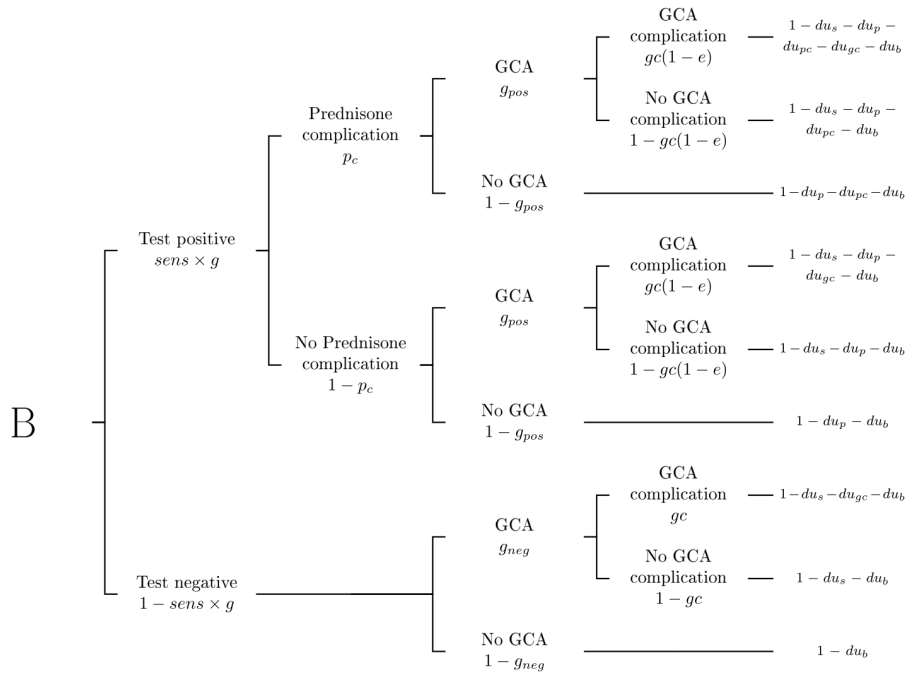 GCA
complication
gc(1 − e)
1 − du_s − du_p −
du_pc − du_gc − du_b
GCA
g_pos
No GCA
complication
1 − gc(1 − e)
1 − du_s − du_p −
du_pc − du_b
Prednisone
complication
p_c
No GCA
1 − g_pos
1−du_p−du_pc−du_b
Test positive
sens × g
GCA
complication
gc(1 − e)
1 − du_s − du_p −
du_gc − du_b
GCA
g_pos
No GCA
complication
1 − gc(1 − e)
1−du_s−du_p−du_b
No Prednisone
complication
1 − p_c
No GCA
1 − g_pos
1 − du_p − du_b
B
GCA
complication
gc
1−du_s−du_gc−du_b
GCA
g_neg
No GCA
complication
1 − gc
1 − du_s − du_b
Test negative
1 − sens × g
No GCA
1 − g_neg
1 − du_b